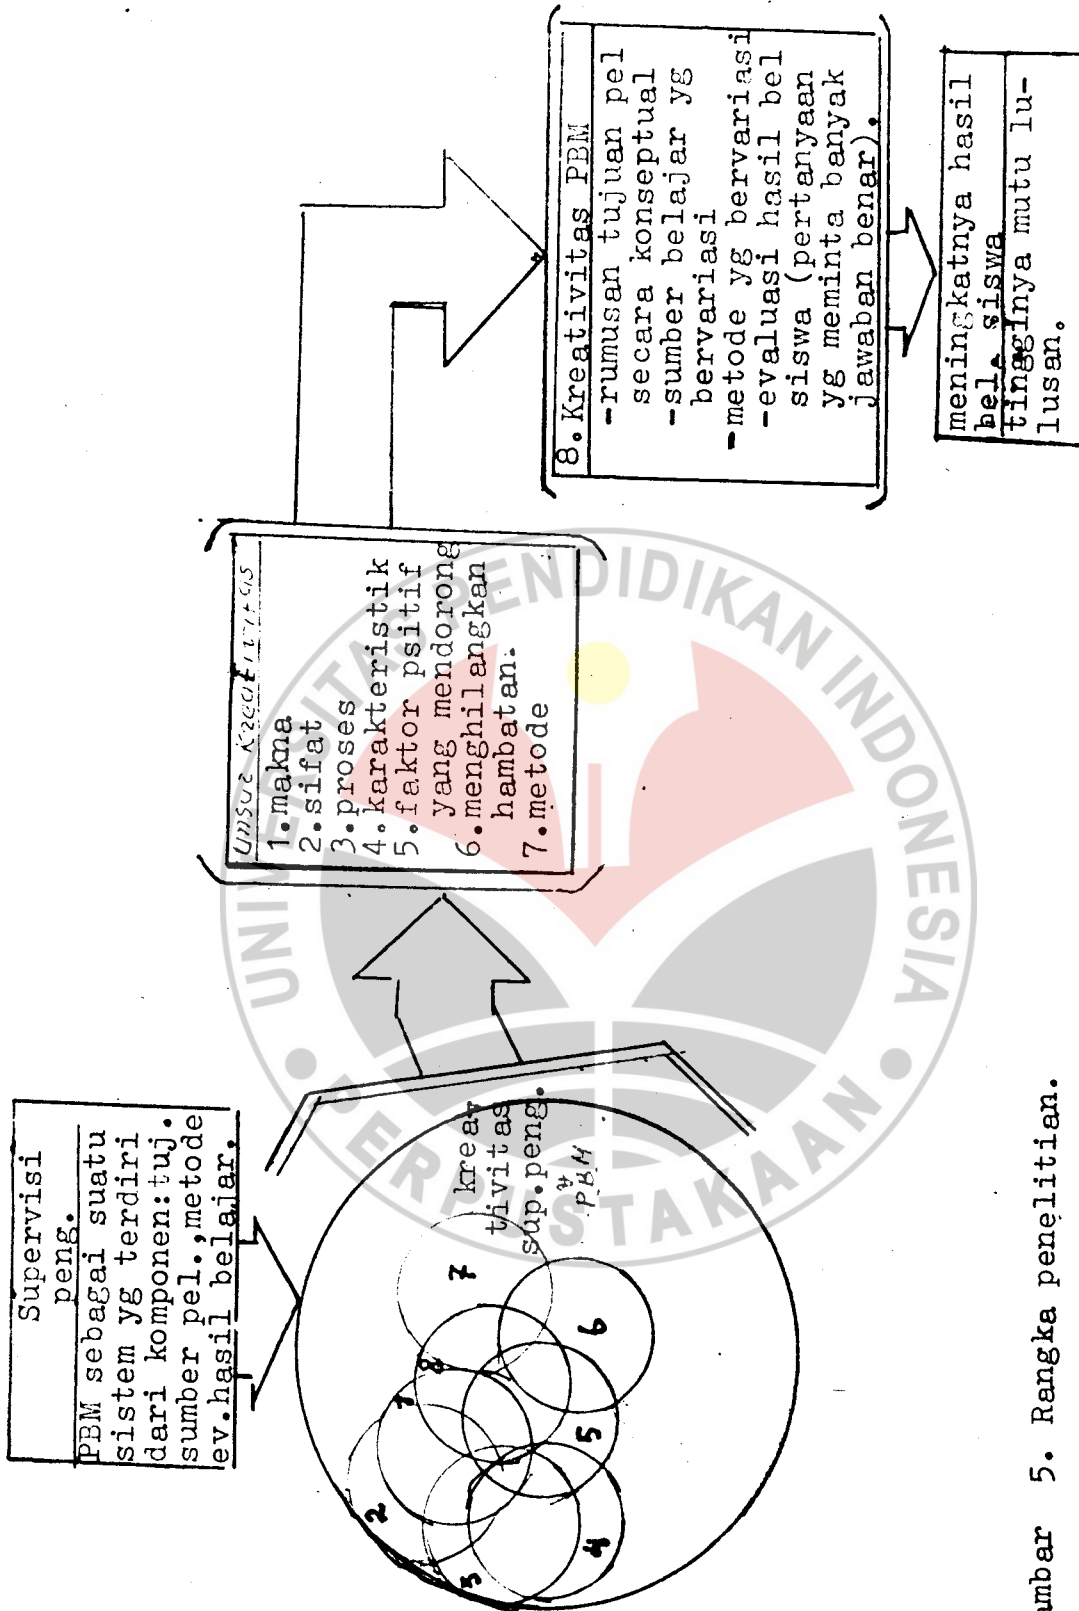 Supervisi
peng.
PBM sebagai suatu
sistem yg terdiri
dari komponen:tuj.
sumber pel.,metode
ev.hasil belajar.
2
1
8
7
3
4
5
6
krea
tivitas
sup.peng.
PBM
unsur kreativitas
1.makna
2.sifat
3.proses
4.karakteristik
5.faktor psitif
yang mendorong
6.menghilangkan
hambatan.
7.metode
8.Kreativitas PBM
-rumusan tujuan pel
secara konseptual
-sumber belajar yg
bervariasi
-metode yg bervariasi
-evaluasi hasil bel
siswa (pertanyaan
yg meminta banyak
jawaban benar).
meningkatnya hasil
bel. siswa
tingginya mutu lu-
lusan.
mbar 5. Rangka penelitian.
UNIVERSITAS PENDIDIKAN INDONESIA
PERPUSTAKAAN